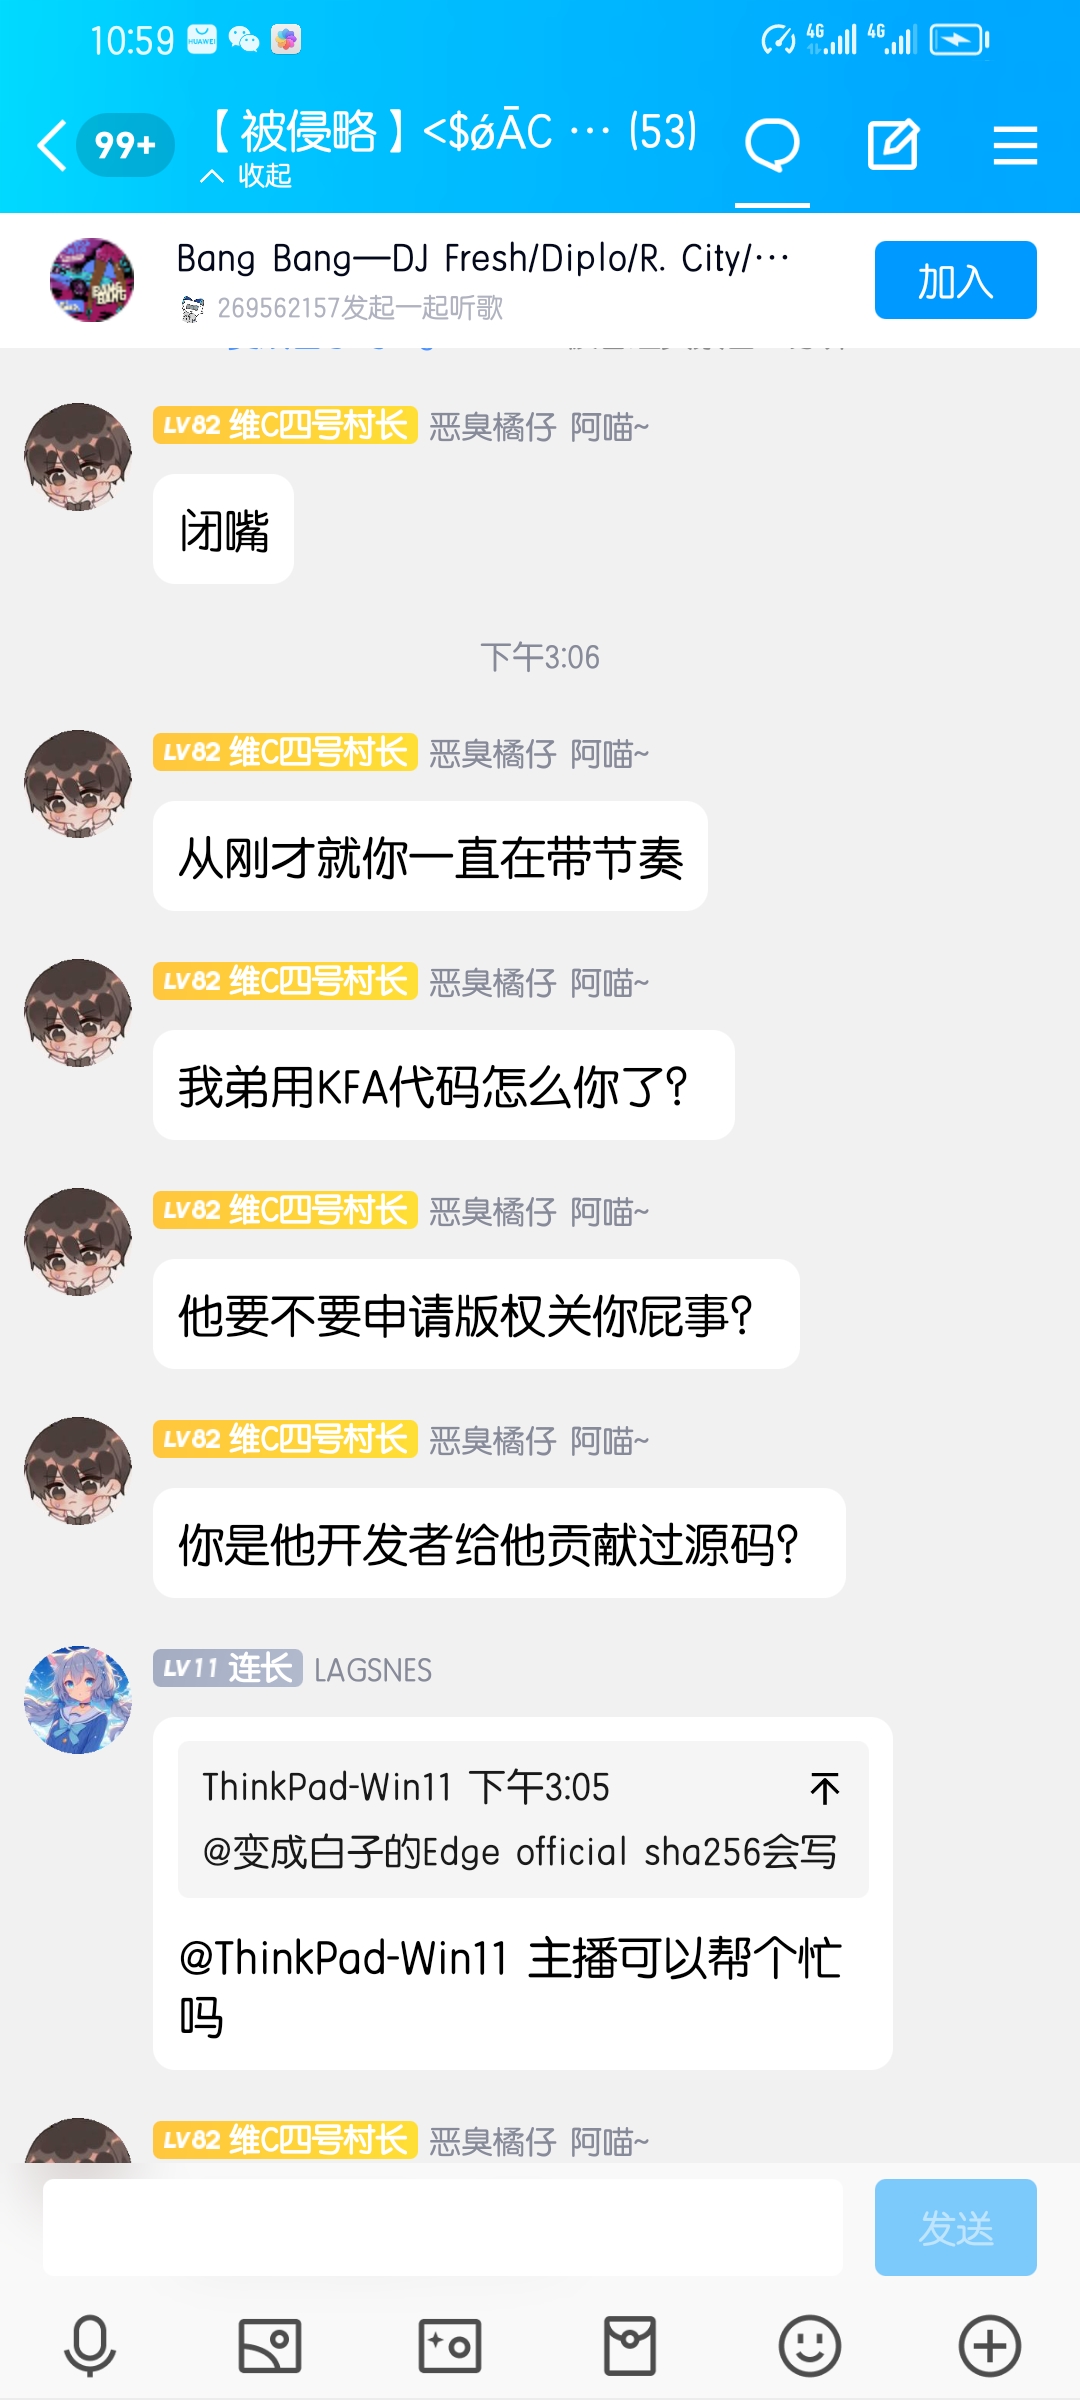 10:59
HUAWEI
4G
4G
99+
【被侵略】<$ǿĀC ··· (53)
收起
Bang Bang—DJ Fresh/Diplo/R. City/···
269562157发起一起听歌
加入
LV82 维C四号村长 恶臭橘仔 阿喵~
闭嘴
下午3:06
LV82 维C四号村长 恶臭橘仔 阿喵~
从刚才就你一直在带节奏
LV82 维C四号村长 恶臭橘仔 阿喵~
我弟用KFA代码怎么你了?
LV82 维C四号村长 恶臭橘仔 阿喵~
他要不要申请版权关你屁事?
LV82 维C四号村长 恶臭橘仔 阿喵~
你是他开发者给他贡献过源码?
LV11 连长 LAGSNES
ThinkPad-Win11 下午3:05
@变成白子的Edge official sha256会写
@ThinkPad-Win11 主播可以帮个忙
吗
LV82 维C四号村长 恶臭橘仔 阿喵~
发送